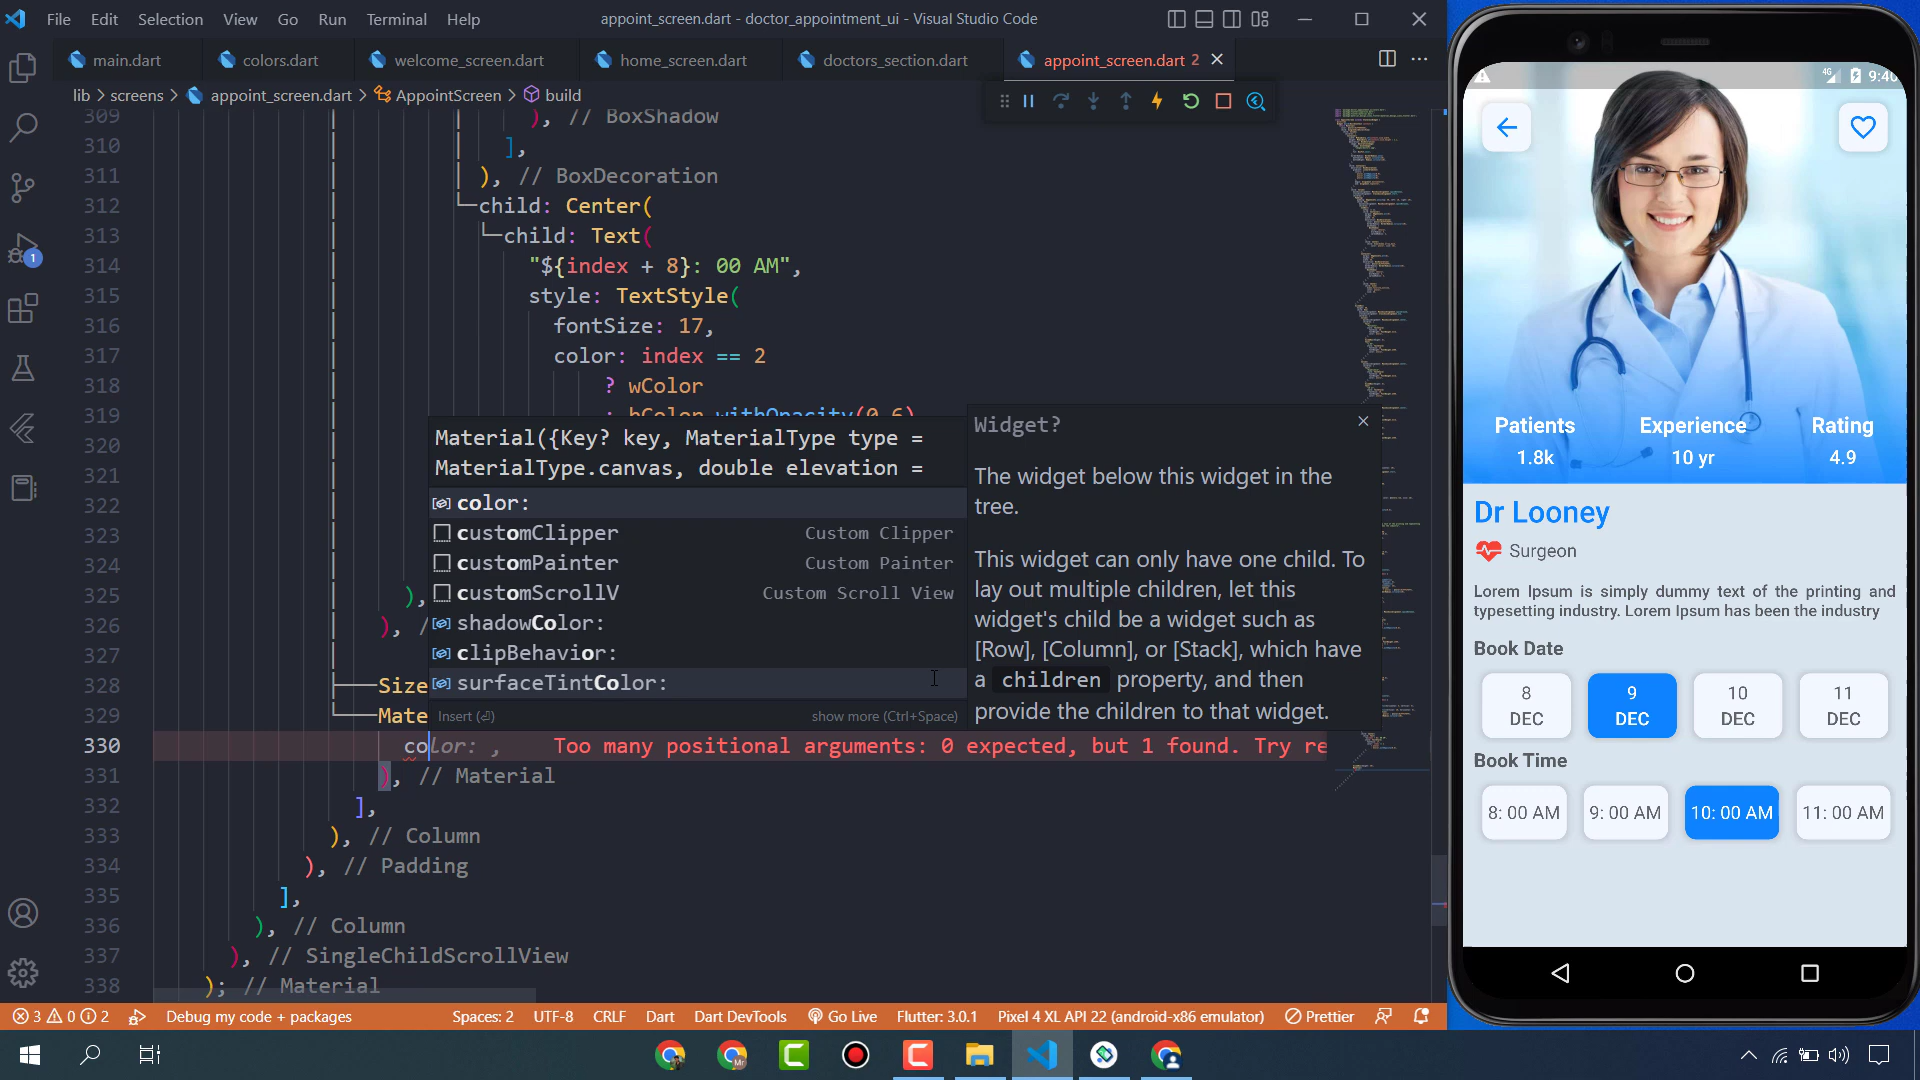 File Edit Selection View Go Run Terminal Help
appoint_screen.dart - doctor_appointment_ui - Visual Studio Code
main.dart
colors.dart
welcome_screen.dart
home_screen.dart
doctors_section.dart
appoint_screen.dart 2
lib > screens > appoint_screen.dart > AppointScreen > build
309 ), // BoxShadow
310 ],
311 ), // BoxDecoration
312 child: Center(
313 child: Text(
314 "${index + 8}: 00 AM",
315 style: TextStyle(
316 fontSize: 17,
317 color: index == 2
318 ? wColor
319 : bColor.withOpacity(0.6),
320
321
322
323
324
325 ),
326 ), /
327
328 Size
329 Mate
330 color: , Too many positional arguments: 0 expected, but 1 found. Try re
331 ), // Material
332 ],
333 ), // Column
334 ), // Padding
335 ],
336 ), // Column
337 ), // SingleChildScrollView
338 ); // Material
Material({Key? key, MaterialType type =
MaterialType.canvas, double elevation =
color:
customClipper Custom Clipper
customPainter Custom Painter
customScrollV Custom Scroll View
shadowColor:
clipBehavior:
surfaceTintColor:
Insert (⏎) show more (Ctrl+Space)
Widget?
The widget below this widget in the
tree.
This widget can only have one child. To
lay out multiple children, let this
widget's child be a widget such as
[Row], [Column], or [Stack], which have
a children property, and then
provide the children to that widget.
1
3 0 2 Debug my code + packages Spaces: 2 UTF-8 CRLF Dart Dart DevTools Go Live Flutter: 3.0.1 Pixel 4 XL API 22 (android-x86 emulator) Prettier
4G
Patients Experience Rating
1.8k 10 yr 4.9
Dr Looney
Surgeon
Lorem Ipsum is simply dummy text of the printing and
typesetting industry. Lorem Ipsum has been the industry
Book Date
8 9 10 11
DEC DEC DEC DEC
Book Time
8: 00 AM 9: 00 AM 10: 00 AM 11: 00 AM